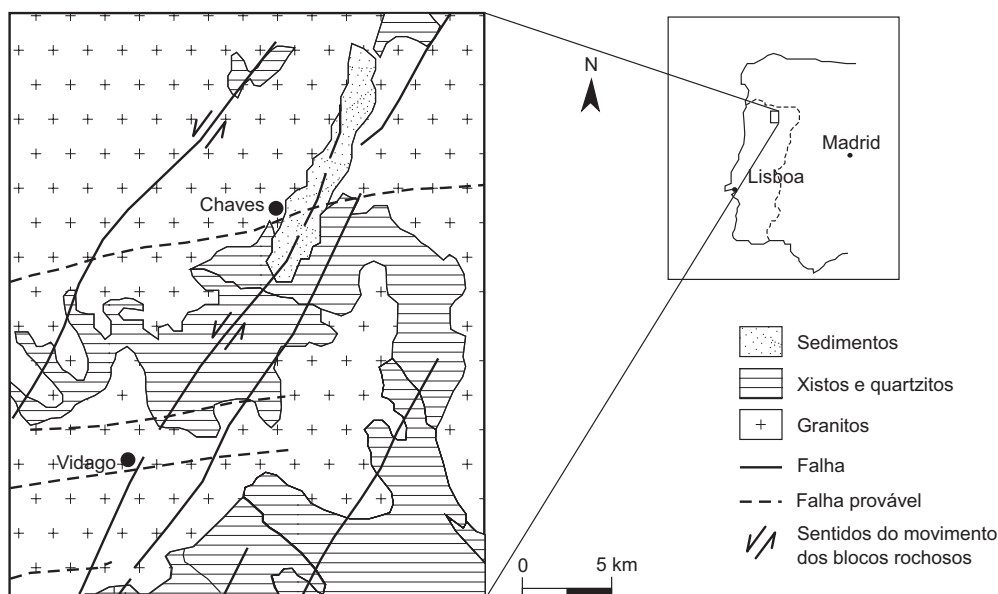 Chaves
Vidago
N
Madrid
Lisboa
Sedimentos
Xistos e quartzitos
Granitos
Falha
Falha provável
Sentidos do movimento
dos blocos rochosos
0 5 km